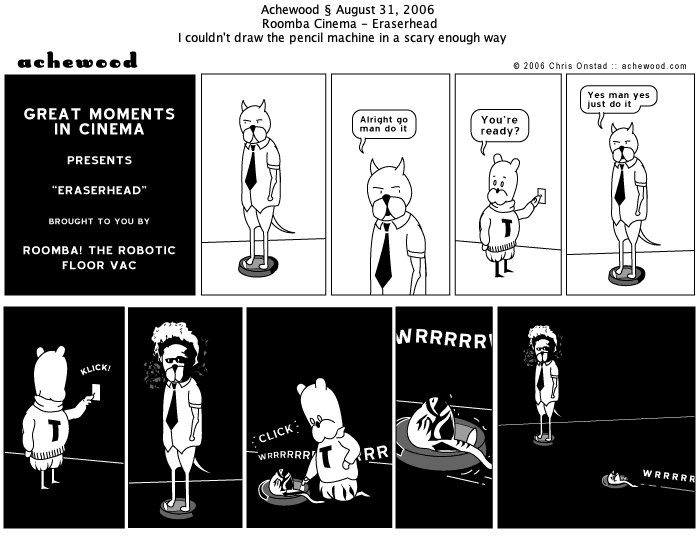 Achewood § August 31, 2006
Roomba Cinema - Eraserhead
I couldn't draw the pencil machine in a scary enough way
achewood
© 2006 Chris Onstad :: achewood.com
GREAT MOMENTS
IN CINEMA
PRESENTS
"ERASERHEAD"
BROUGHT TO YOU BY
ROOMBA! THE ROBOTIC
FLOOR VAC
Alright go
man do it
You're
ready?
T
Yes man yes
just do it
KLICK!
T
CLICK
WRRRRRRR
RR
T
WRRRRRR
WRRRRR